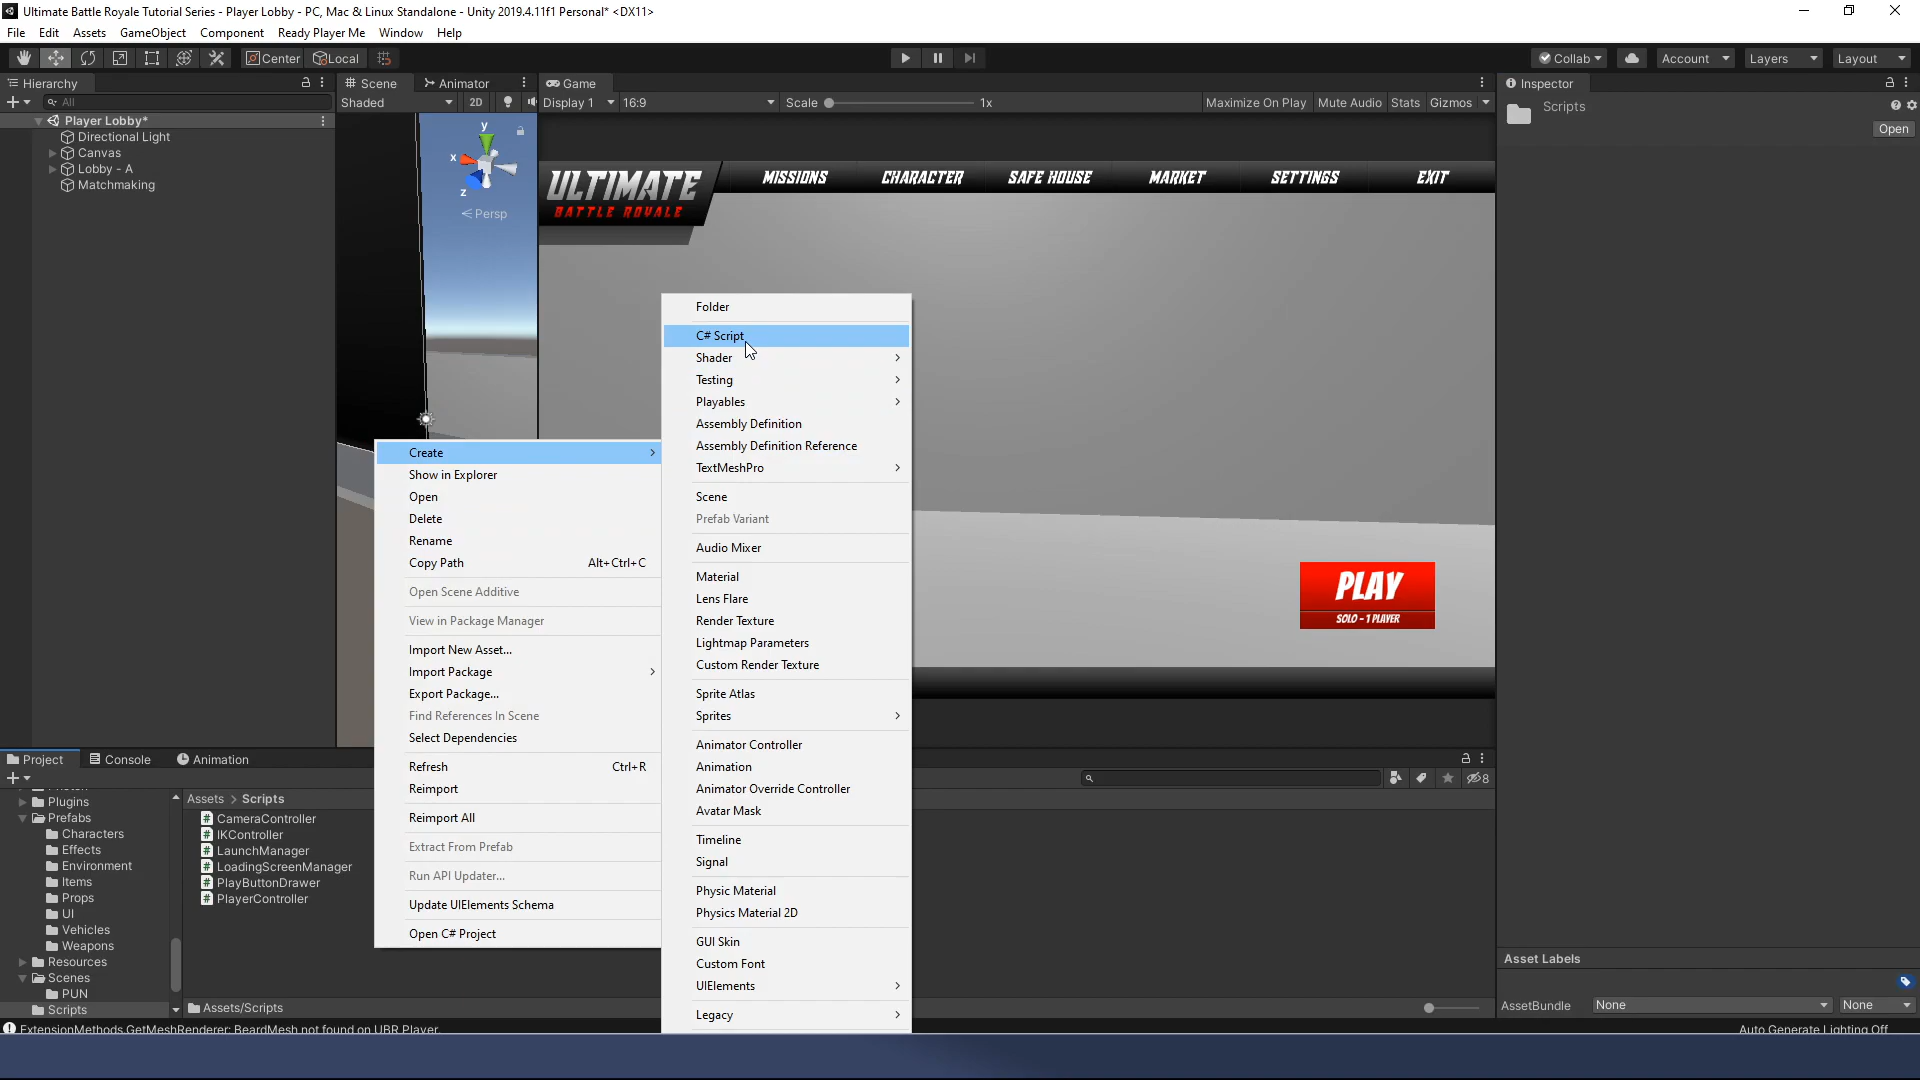 Ultimate Battle Royale Tutorial Series - Player Lobby - PC, Mac & Linux Standalone - Unity 2019.4.11f1 Personal* <DX11>
File Edit Assets GameObject Component Ready Player Me Window Help
Center Local
Collab Account Layers Layout
Hierarchy
All
Player Lobby*
Directional Light
Canvas
Lobby - A
Matchmaking
Scene Animator
Shaded 2D
y
x
z
Persp
Game
Display 1 16:9 Scale 1x Maximize On Play Mute Audio Stats Gizmos
ULTIMATE
BATTLE ROYALE
MISSIONS CHARACTER SAFE HOUSE MARKET SETTINGS EXIT
PLAY
SOLO - 1 PLAYER
Inspector
Scripts
Open
Create
Show in Explorer
Open
Delete
Rename
Copy Path Alt+Ctrl+C
Open Scene Additive
View in Package Manager
Import New Asset...
Import Package
Export Package...
Find References In Scene
Select Dependencies
Refresh Ctrl+R
Reimport
Reimport All
Extract From Prefab
Run API Updater...
Update UIElements Schema
Open C# Project
Folder
C# Script
Shader
Testing
Playables
Assembly Definition
Assembly Definition Reference
TextMeshPro
Scene
Prefab Variant
Audio Mixer
Material
Lens Flare
Render Texture
Lightmap Parameters
Custom Render Texture
Sprite Atlas
Sprites
Animator Controller
Animation
Animator Override Controller
Avatar Mask
Timeline
Signal
Physic Material
Physics Material 2D
GUI Skin
Custom Font
UIElements
Legacy
Project Console Animation
8
Plugins
Prefabs
Characters
Effects
Environment
Items
Props
UI
Vehicles
Weapons
Resources
Scenes
PUN
Scripts
Assets > Scripts
CameraController
IKController
LaunchManager
LoadingScreenManager
PlayButtonDrawer
PlayerController
Assets/Scripts
Asset Labels
AssetBundle None None
ExtensionMethods.GetMeshRenderer: BeardMesh not found on UBR Player.
Auto Generate Lighting Off